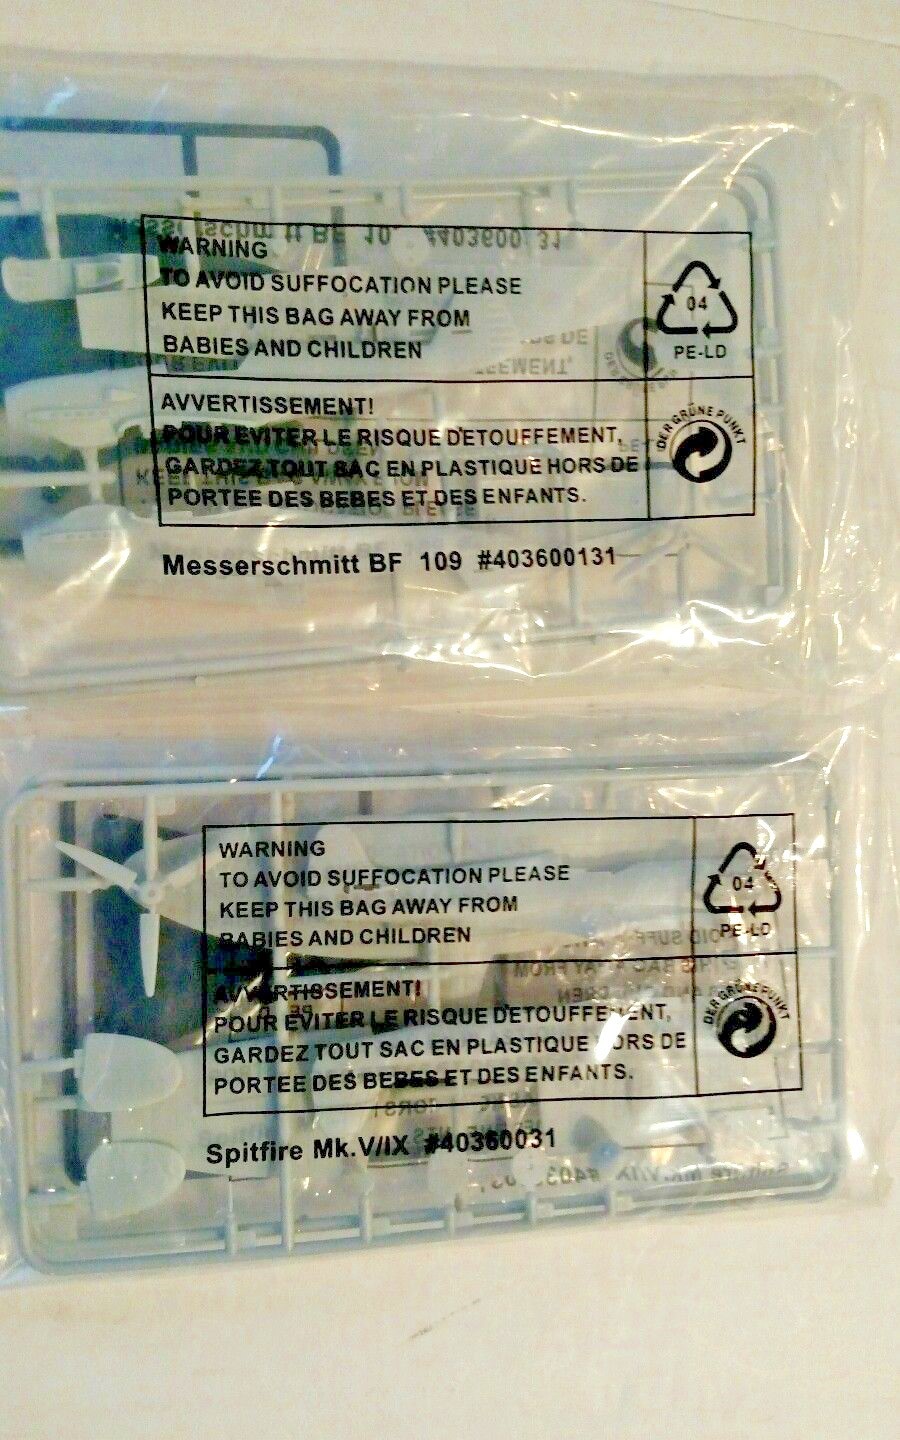 WARNING
TO AVOID SUFFOCATION PLEASE
KEEP THIS BAG AWAY FROM
BABIES AND CHILDREN
04
PE-LD
AVVERTISSEMENT!
POUR EVITER LE RISQUE D'ETOUFFEMENT,
GARDEZ TOUT SAC EN PLASTIQUE HORS DE
PORTEE DES BEBES ET DES ENFANTS.
DER GRÜNE PUNKT
Messerschmitt BF 109 #403600131
WARNING
TO AVOID SUFFOCATION PLEASE
KEEP THIS BAG AWAY FROM
BABIES AND CHILDREN
04
PE-LD
AVVERTISSEMENT!
POUR EVITER LE RISQUE D'ETOUFFEMENT,
GARDEZ TOUT SAC EN PLASTIQUE HORS DE
PORTEE DES BEBES ET DES ENFANTS.
DER GRÜNE PUNKT
Spitfire Mk.V/IX #40360031